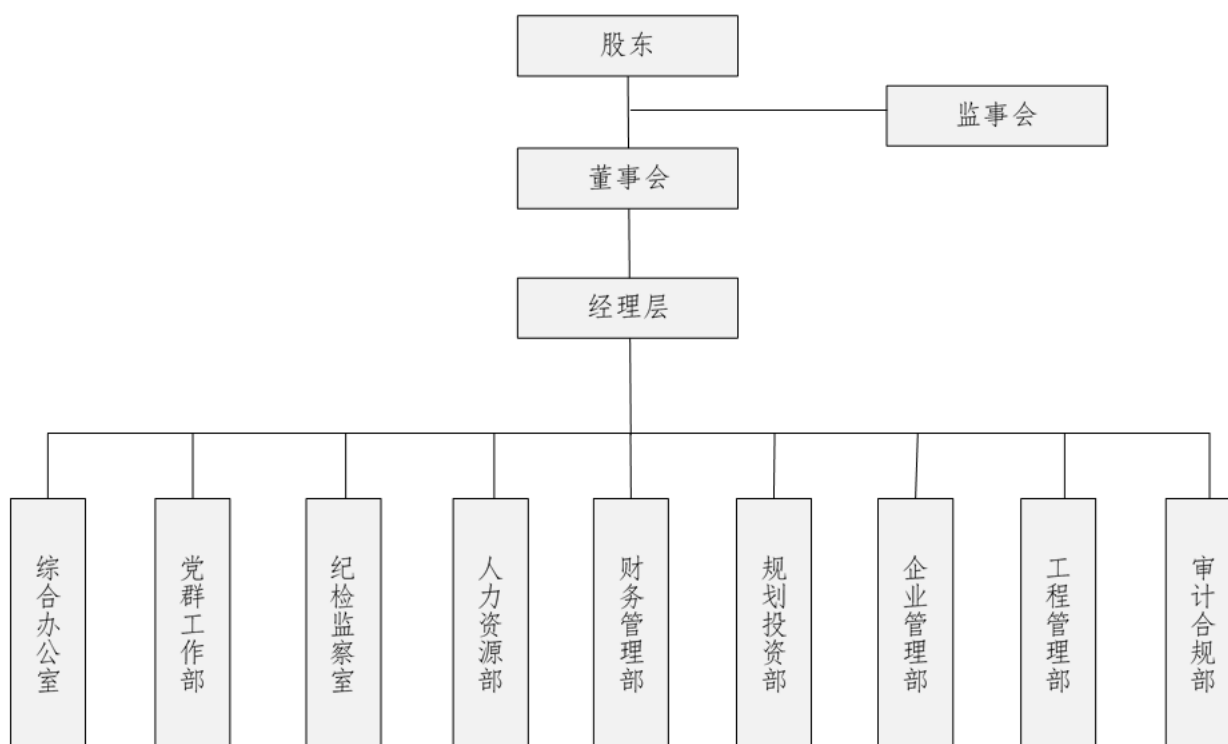 股东
监事会
董事会
经理层
综合办公室
党群工作部
纪检监察室
人力资源部
财务管理部
规划投资部
企业管理部
工程管理部
审计合规部